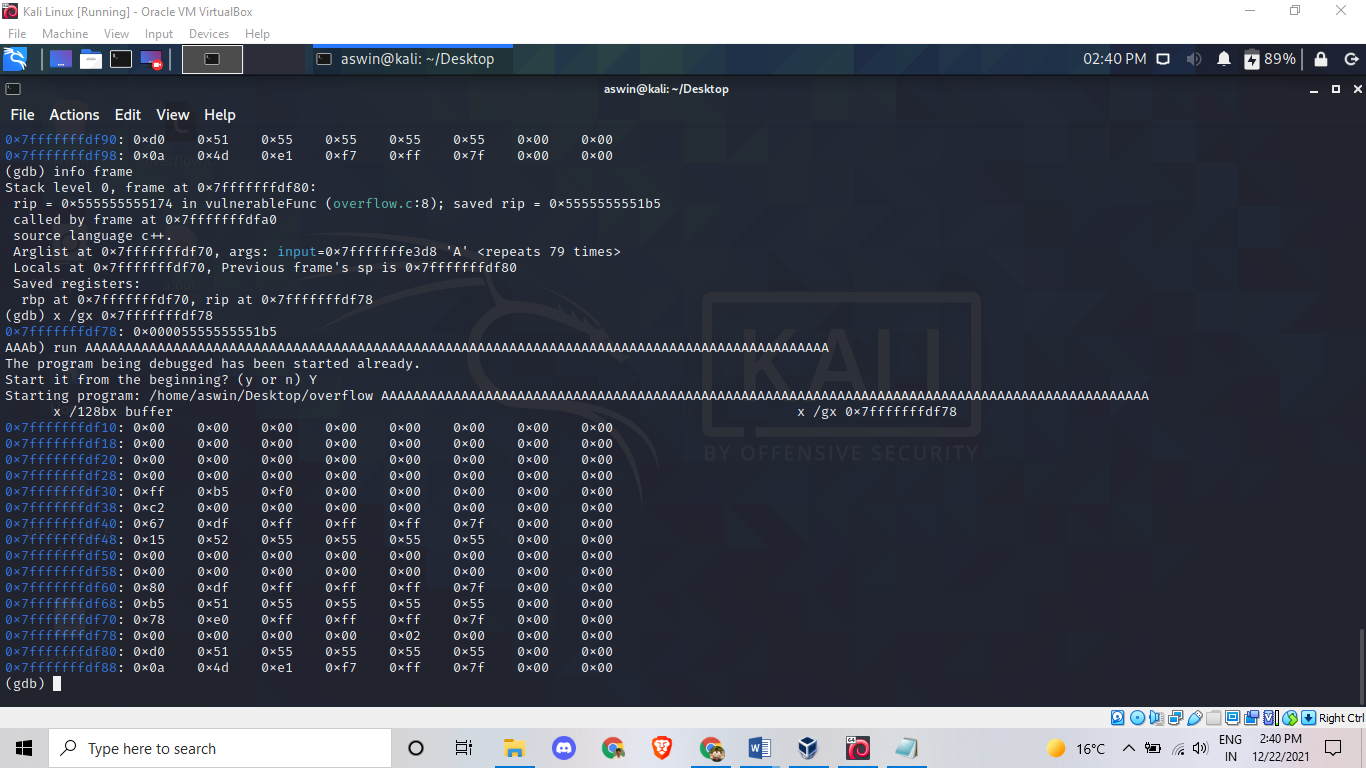 Kali Linux [Running] - Oracle VM VirtualBox
File Machine View Input Devices Help
aswin@kali: ~/Desktop 02:40 PM 89%
aswin@kali: ~/Desktop
File Actions Edit View Help
0×7fffffffdf90: 0×d0 0×51 0×55 0×55 0×55 0×55 0×00 0×00
0×7fffffffdf98: 0×0a 0×4d 0×e1 0×f7 0×ff 0×7f 0×00 0×00
(gdb) info frame
Stack level 0, frame at 0×7fffffffdf80:
rip = 0×555555555174 in vulnerableFunc (overflow.c:8); saved rip = 0×5555555551b5
called by frame at 0×7fffffffdfa0
source language c++.
Arglist at 0×7fffffffdf70, args: input=0×7fffffffe3d8 'A' <repeats 79 times>
Locals at 0×7fffffffdf70, Previous frame's sp is 0×7fffffffdf80
Saved registers:
rbp at 0×7fffffffdf70, rip at 0×7fffffffdf78
(gdb) x /gx 0×7fffffffdf78
0×7fffffffdf78: 0×00005555555551b5
AAAb) run AAAAAAAAAAAAAAAAAAAAAAAAAAAAAAAAAAAAAAAAAAAAAAAAAAAAAAAAAAAAAAAAAAAAAAAAAAAAAAAAAAAAAAAAAAAAA
The program being debugged has been started already.
Start it from the beginning? (y or n) Y
Starting program: /home/aswin/Desktop/overflow AAAAAAAAAAAAAAAAAAAAAAAAAAAAAAAAAAAAAAAAAAAAAAAAAAAAAAAAAAAAAAAAAAAAAAAAAAAAAAAAAAAAAAAAAAAAAAAA
x /128bx buffer x /gx 0×7fffffffdf78
0×7fffffffdf10: 0×00 0×00 0×00 0×00 0×00 0×00 0×00 0×00
0×7fffffffdf18: 0×00 0×00 0×00 0×00 0×00 0×00 0×00 0×00
0×7fffffffdf20: 0×00 0×00 0×00 0×00 0×00 0×00 0×00 0×00
0×7fffffffdf28: 0×00 0×00 0×00 0×00 0×00 0×00 0×00 0×00
0×7fffffffdf30: 0×ff 0×b5 0×f0 0×00 0×00 0×00 0×00 0×00
0×7fffffffdf38: 0×c2 0×00 0×00 0×00 0×00 0×00 0×00 0×00
0×7fffffffdf40: 0×67 0×df 0×ff 0×ff 0×ff 0×7f 0×00 0×00
0×7fffffffdf48: 0×15 0×52 0×55 0×55 0×55 0×55 0×00 0×00
0×7fffffffdf50: 0×00 0×00 0×00 0×00 0×00 0×00 0×00 0×00
0×7fffffffdf58: 0×00 0×00 0×00 0×00 0×00 0×00 0×00 0×00
0×7fffffffdf60: 0×80 0×df 0×ff 0×ff 0×ff 0×7f 0×00 0×00
0×7fffffffdf68: 0×b5 0×51 0×55 0×55 0×55 0×55 0×00 0×00
0×7fffffffdf70: 0×78 0×e0 0×ff 0×ff 0×ff 0×7f 0×00 0×00
0×7fffffffdf78: 0×00 0×00 0×00 0×00 0×02 0×00 0×00 0×00
0×7fffffffdf80: 0×d0 0×51 0×55 0×55 0×55 0×55 0×00 0×00
0×7fffffffdf88: 0×0a 0×4d 0×e1 0×f7 0×ff 0×7f 0×00 0×00
(gdb)
KALI
BY OFFENSIVE SECURITY
Right Ctrl
Type here to search 16°C ENG 2:40 PM
IN 12/22/2021